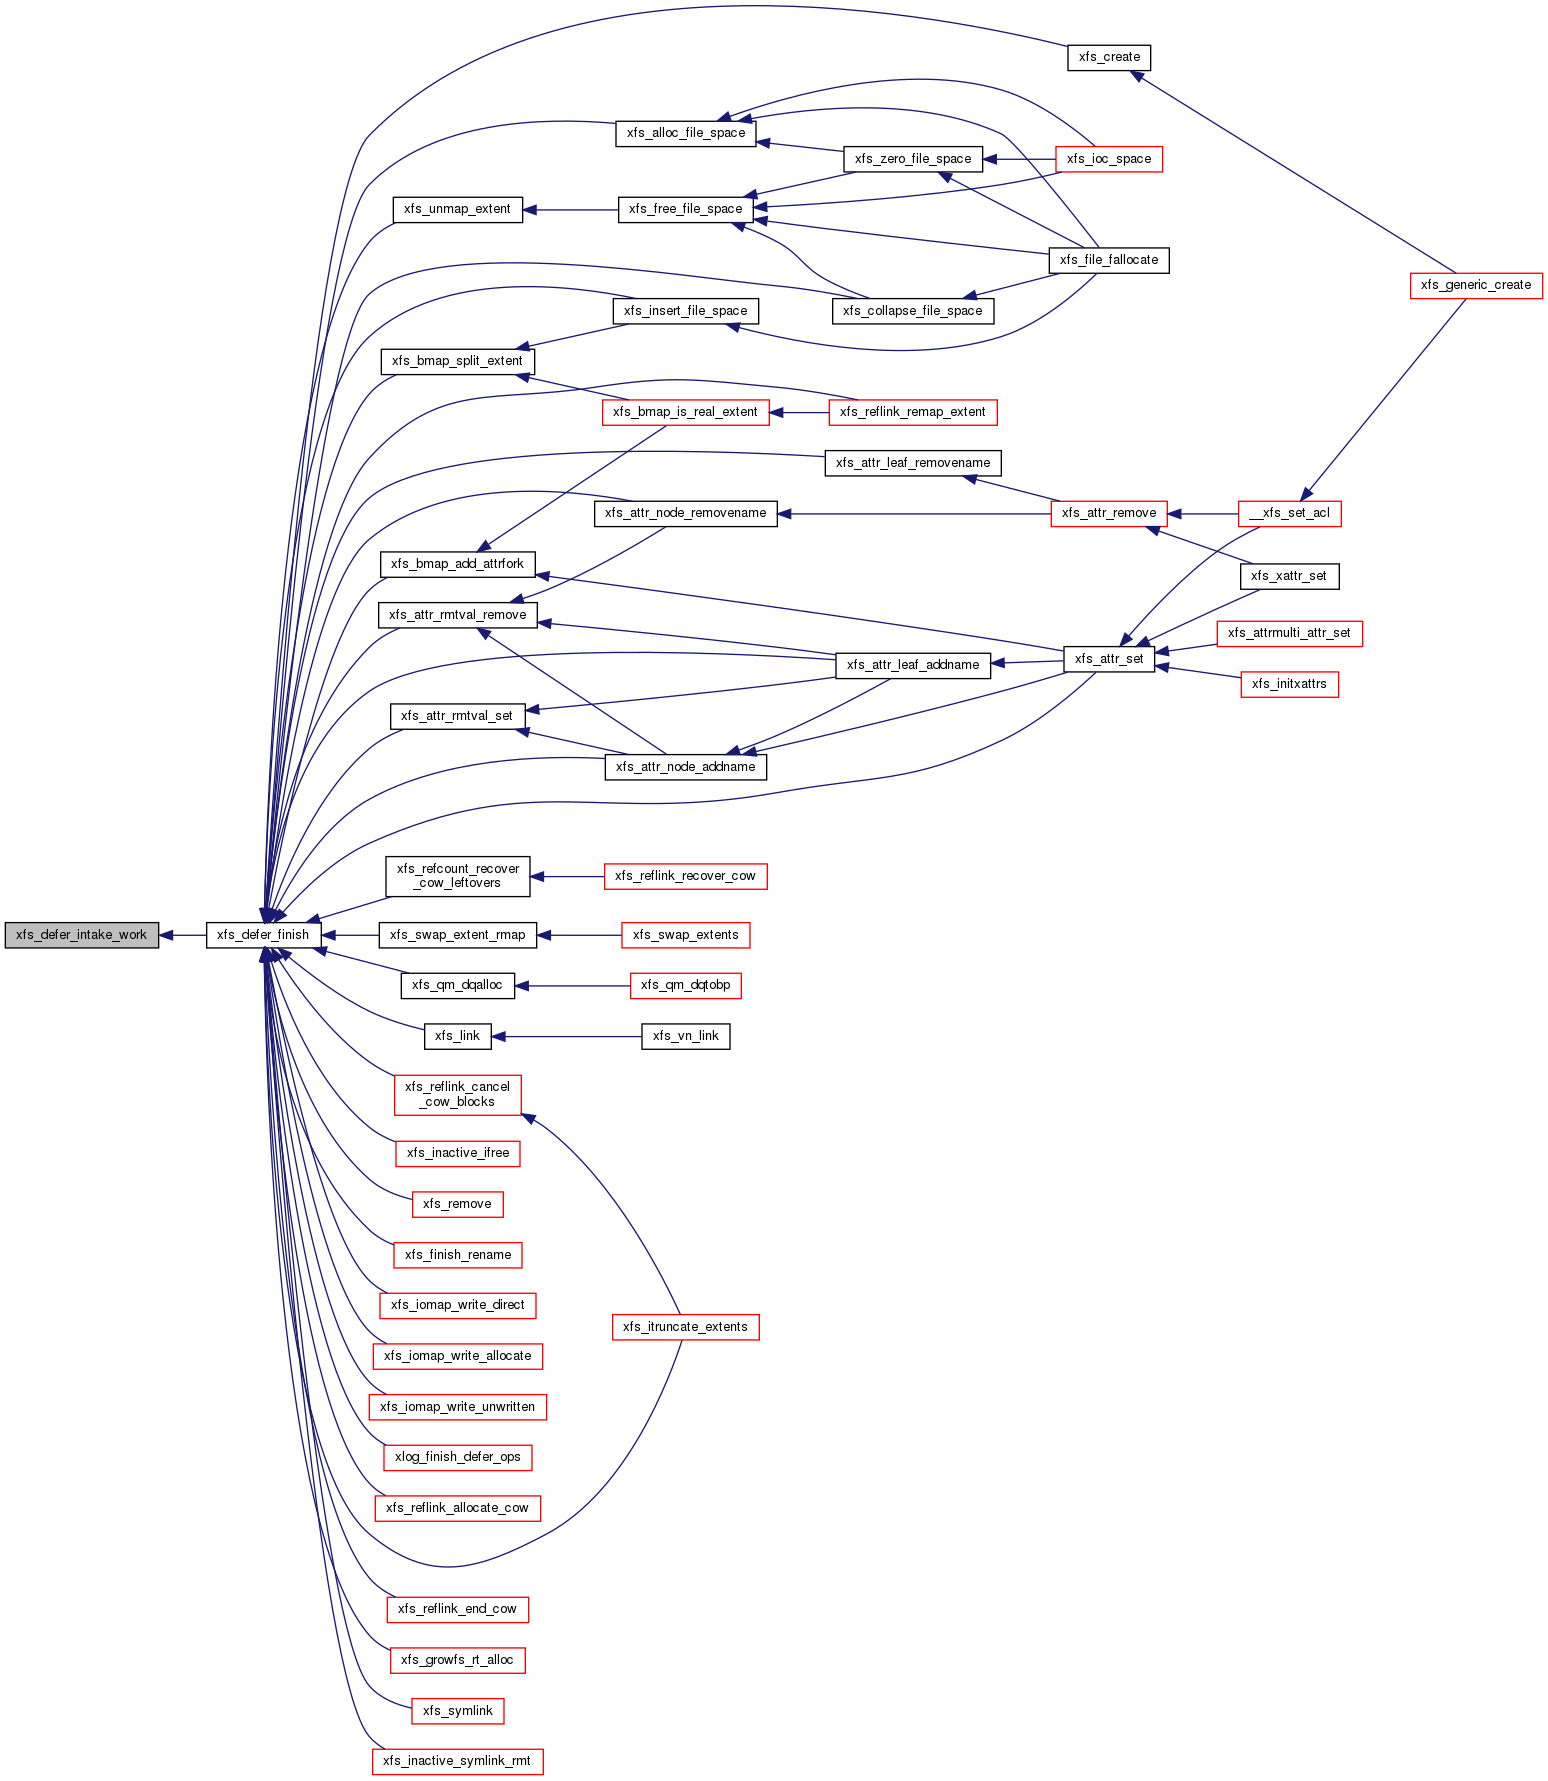 xfs_create
xfs_alloc_file_space
xfs_zero_file_space
xfs_ioc_space
xfs_unmap_extent
xfs_free_file_space
xfs_file_fallocate
xfs_generic_create
xfs_insert_file_space
xfs_collapse_file_space
xfs_bmap_split_extent
xfs_bmap_is_real_extent
xfs_reflink_remap_extent
xfs_attr_leaf_removename
xfs_attr_node_removename
xfs_attr_remove
__xfs_set_acl
xfs_bmap_add_attrfork
xfs_xattr_set
xfs_attr_rmtval_remove
xfs_attrmulti_attr_set
xfs_attr_leaf_addname
xfs_attr_set
xfs_initxattrs
xfs_attr_rmtval_set
xfs_attr_node_addname
xfs_refcount_recover
_cow_leftovers
xfs_reflink_recover_cow
xfs_defer_intake_work
xfs_defer_finish
xfs_swap_extent_rmap
xfs_swap_extents
xfs_qm_dqalloc
xfs_qm_dqtobp
xfs_link
xfs_vn_link
xfs_reflink_cancel
_cow_blocks
xfs_inactive_ifree
xfs_remove
xfs_finish_rename
xfs_iomap_write_direct
xfs_itruncate_extents
xfs_iomap_write_allocate
xfs_iomap_write_unwritten
xlog_finish_defer_ops
xfs_reflink_allocate_cow
xfs_reflink_end_cow
xfs_growfs_rt_alloc
xfs_symlink
xfs_inactive_symlink_rmt